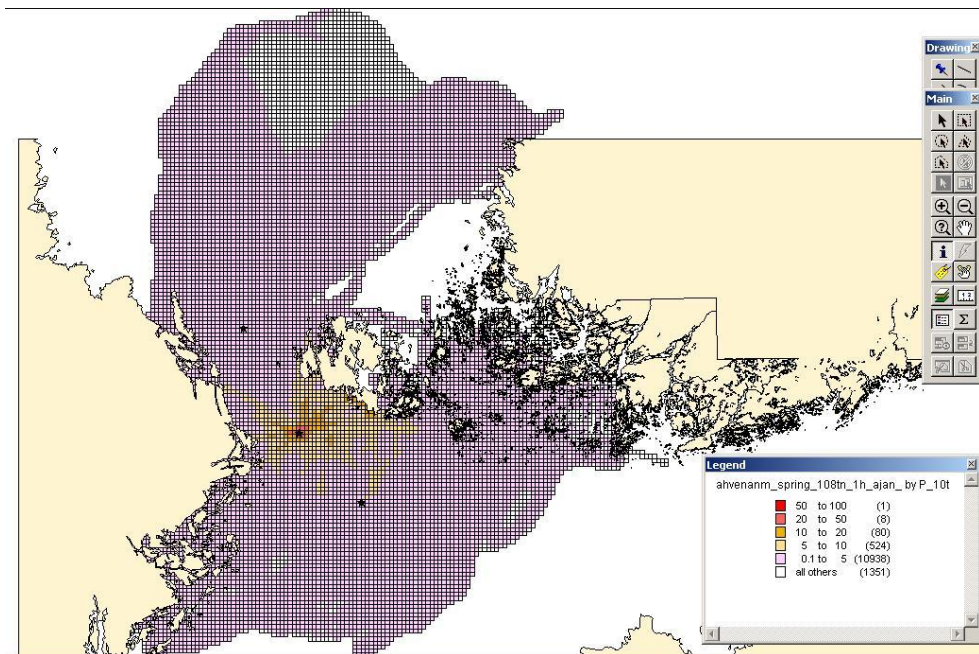 Drawing
Main
Legend
ahvenanm_spring_108tn_1h_ajan_ by P_10t
50 to 100 (1)
20 to 50 (8)
10 to 20 (80)
5 to 10 (524)
0.1 to 5 (10938)
all others (1351)